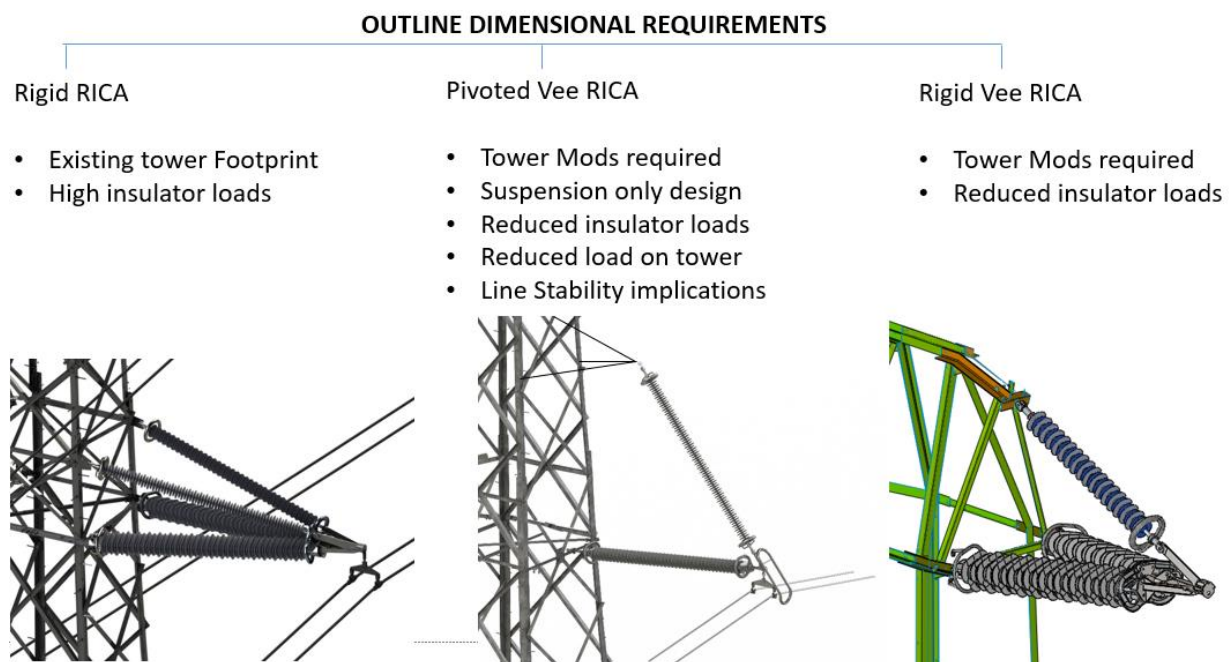 OUTLINE DIMENSIONAL REQUIREMENTS
Rigid RICA
• Existing tower Footprint
• High insulator loads
Pivoted Vee RICA
• Tower Mods required
• Suspension only design
• Reduced insulator loads
• Reduced load on tower
• Line Stability implications
Rigid Vee RICA
• Tower Mods required
• Reduced insulator loads